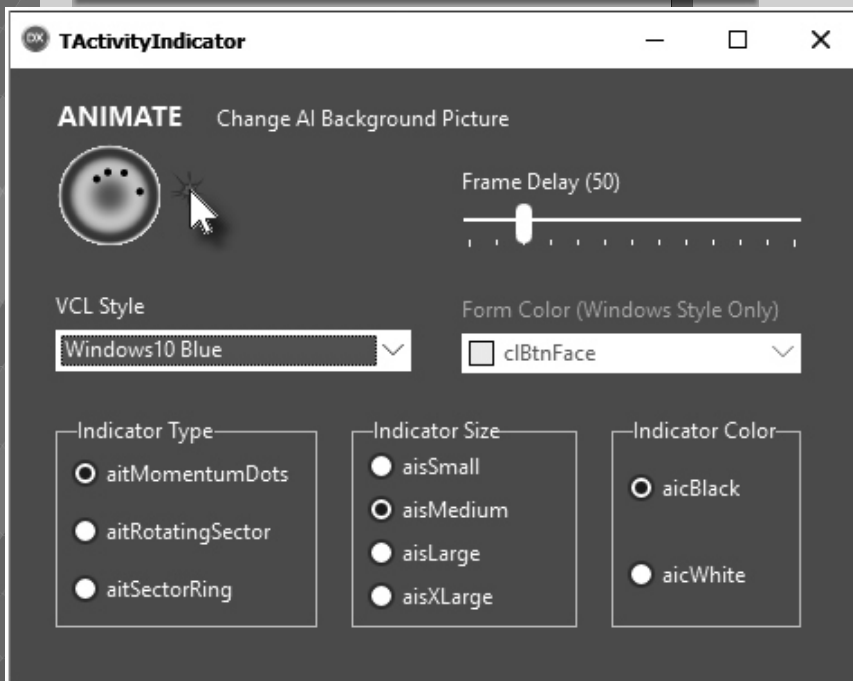 DX TActivityIndicator
ANIMATE Change AI Background Picture
Frame Delay (50)
VCL Style
Form Color (Windows Style Only)
Windows10 Blue
clBtnFace
Indicator Type
aitMomentumDots
aitRotatingSector
aitSectorRing
Indicator Size
aisSmall
aisMedium
aisLarge
aisXLarge
Indicator Color
aicBlack
aicWhite